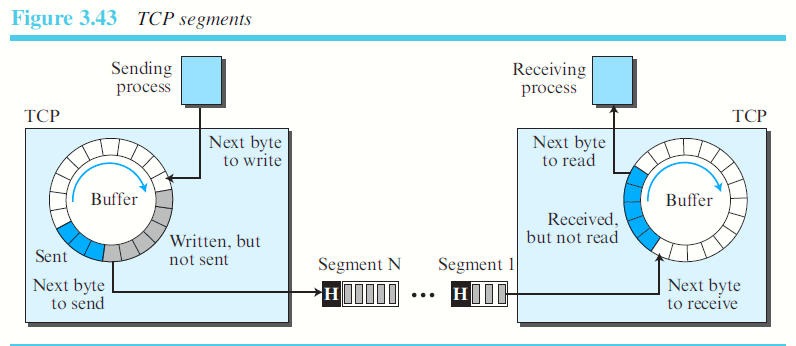 Figure 3.43 TCP segments
Sending
process
Receiving
process
TCP
TCP
Next byte
to write
Next byte
to read
Buffer
Buffer
Written, but
not sent
Received,
but not read
Sent
Segment N
Segment 1
Next byte
to send
Next byte
to receive
H
H